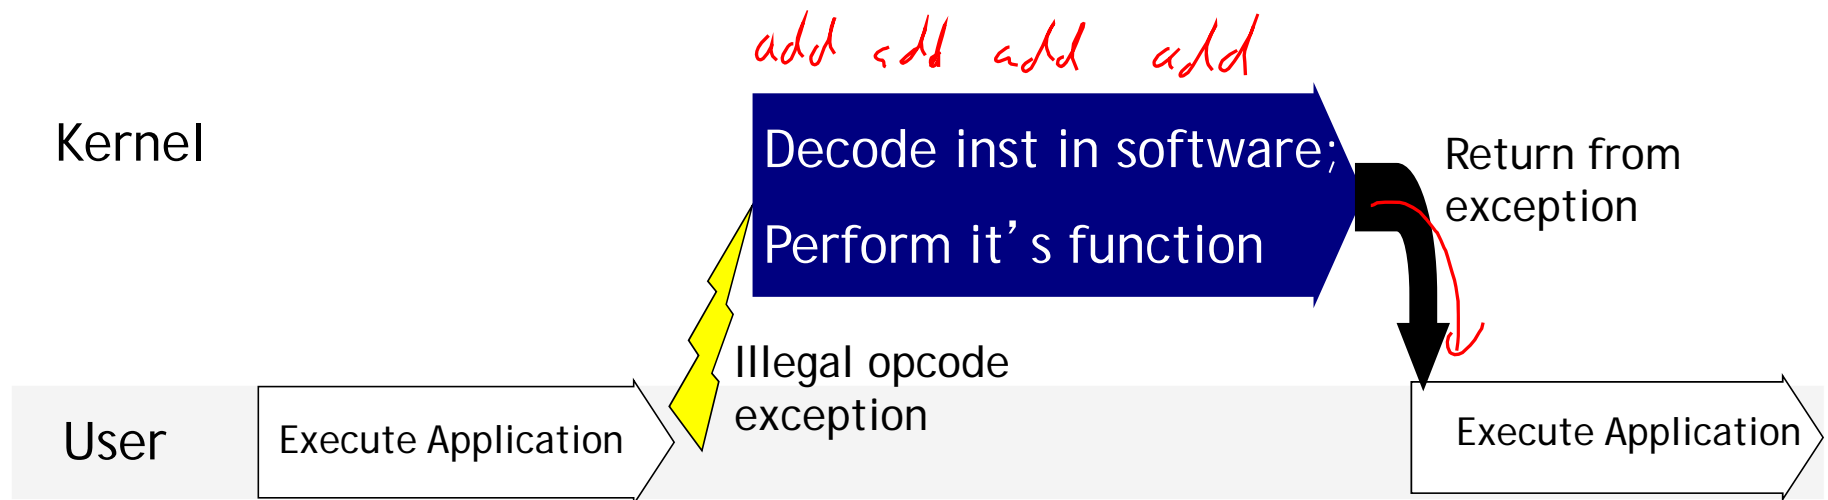 add add add add
Kernel
Decode inst in software;
Perform it’s function
Return from
exception
Illegal opcode
exception
User
Execute Application
Execute Application